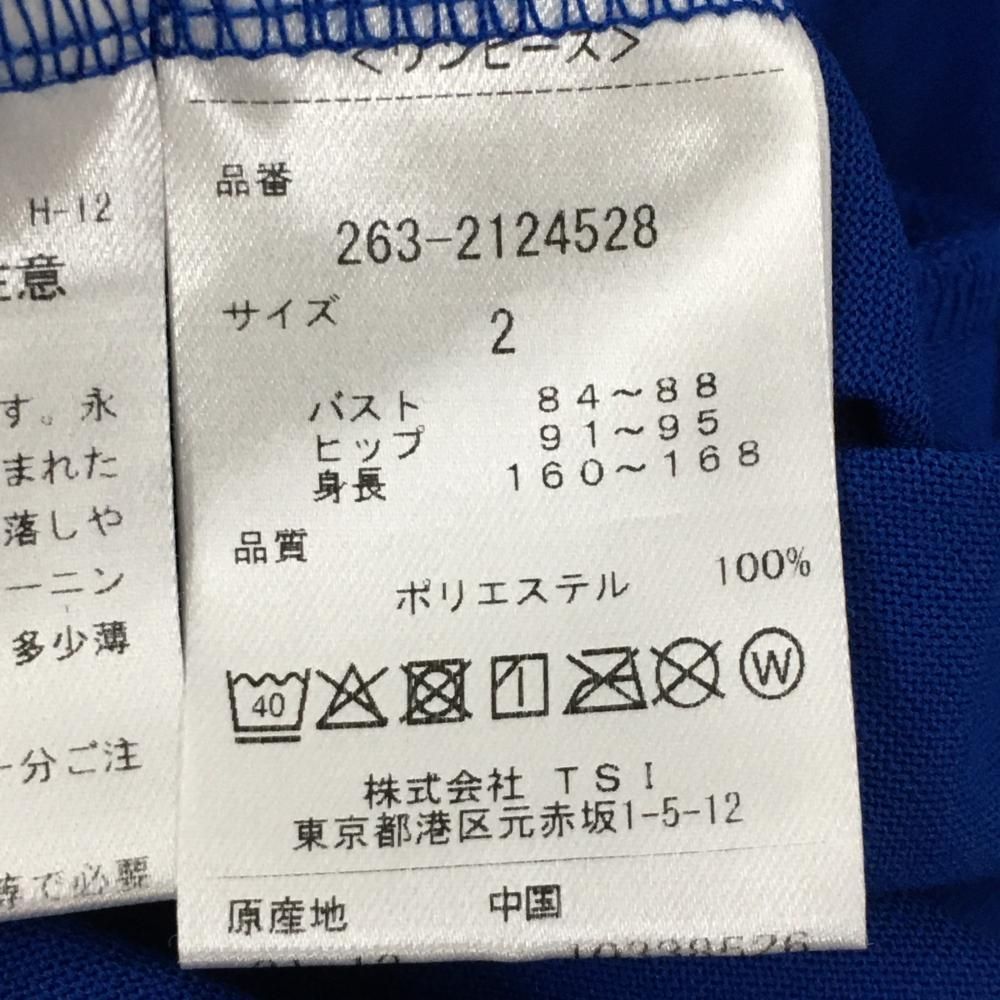 H-12
意
す。永
まれた
落しや
ーニン
多少薄
分ご注
で必要
<ワンピース>
品番
263-2124528
サイズ
2
バスト 84~88
ヒップ 91~95
身長 160~168
品質
ポリエステル 100%
40
W
株式会社 TSI
東京都港区元赤坂1-5-12
原産地 中国